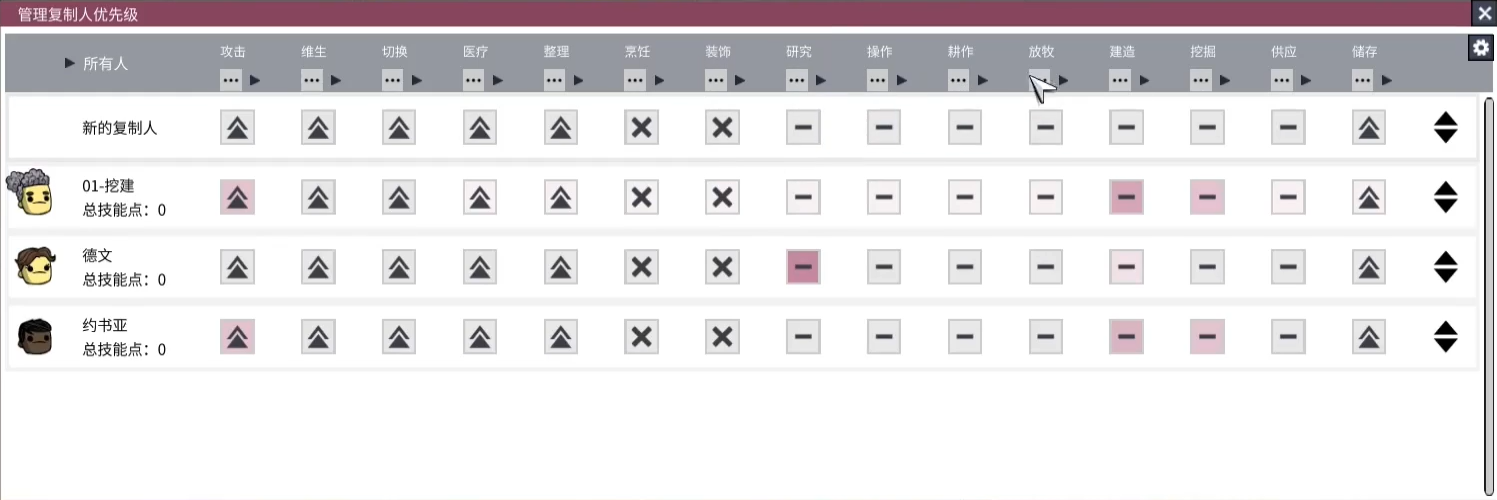 管理复制人优先级
所有人 攻击 维生 切换 医疗 整理 烹饪 装饰 研究 操作 耕作 放牧 建造 挖掘 供应 储存
新的复制人
01-挖建
总技能点：0
德文
总技能点：0
约书亚
总技能点：0